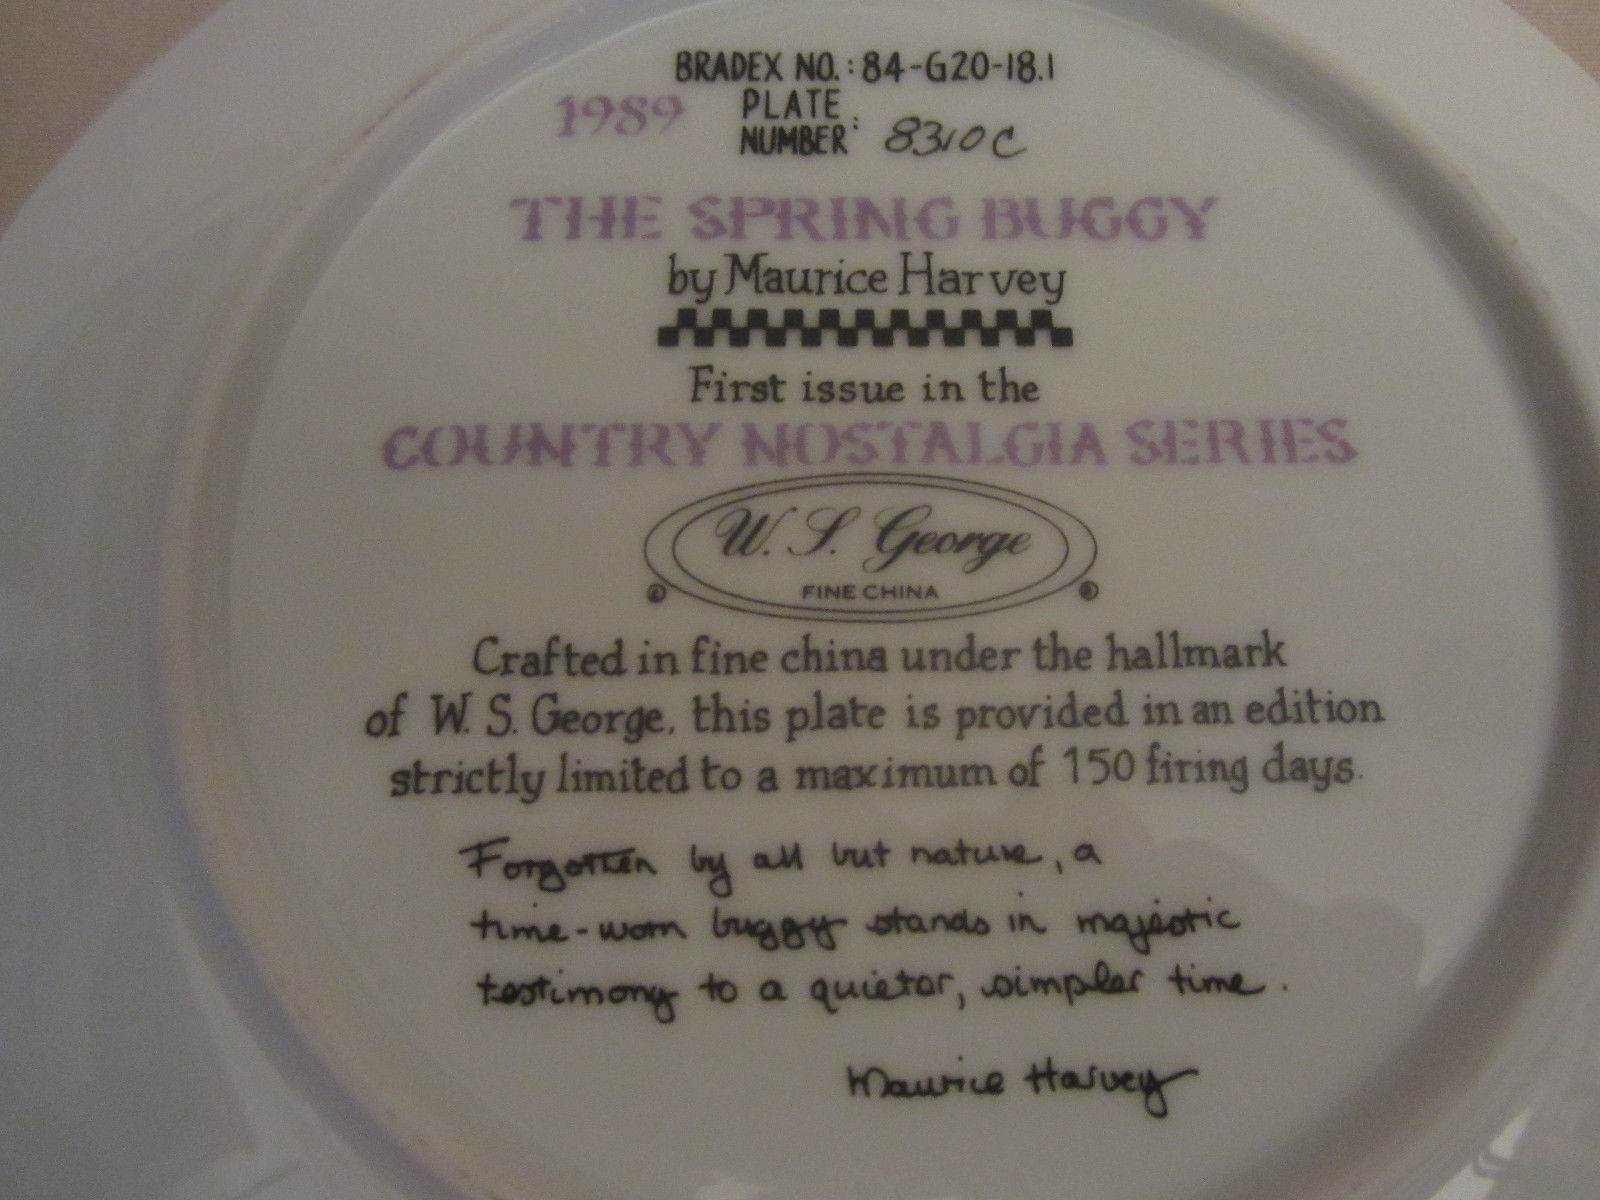 BRADEX NO.: 84-G20-18.1
1989 PLATE
NUMBER: 8310C
THE SPRING BUGGY
by Maurice Harvey
First issue in the
COUNTRY NOSTALGIA SERIES
W. S. George
FINE CHINA
© ®
Crafted in fine china under the hallmark
of W. S. George, this plate is provided in an edition
strictly limited to a maximum of 150 firing days.
Forgotten by all but nature, a
time-worn buggy stands in majestic
testimony to a quieter, simpler time.
Maurice Harvey